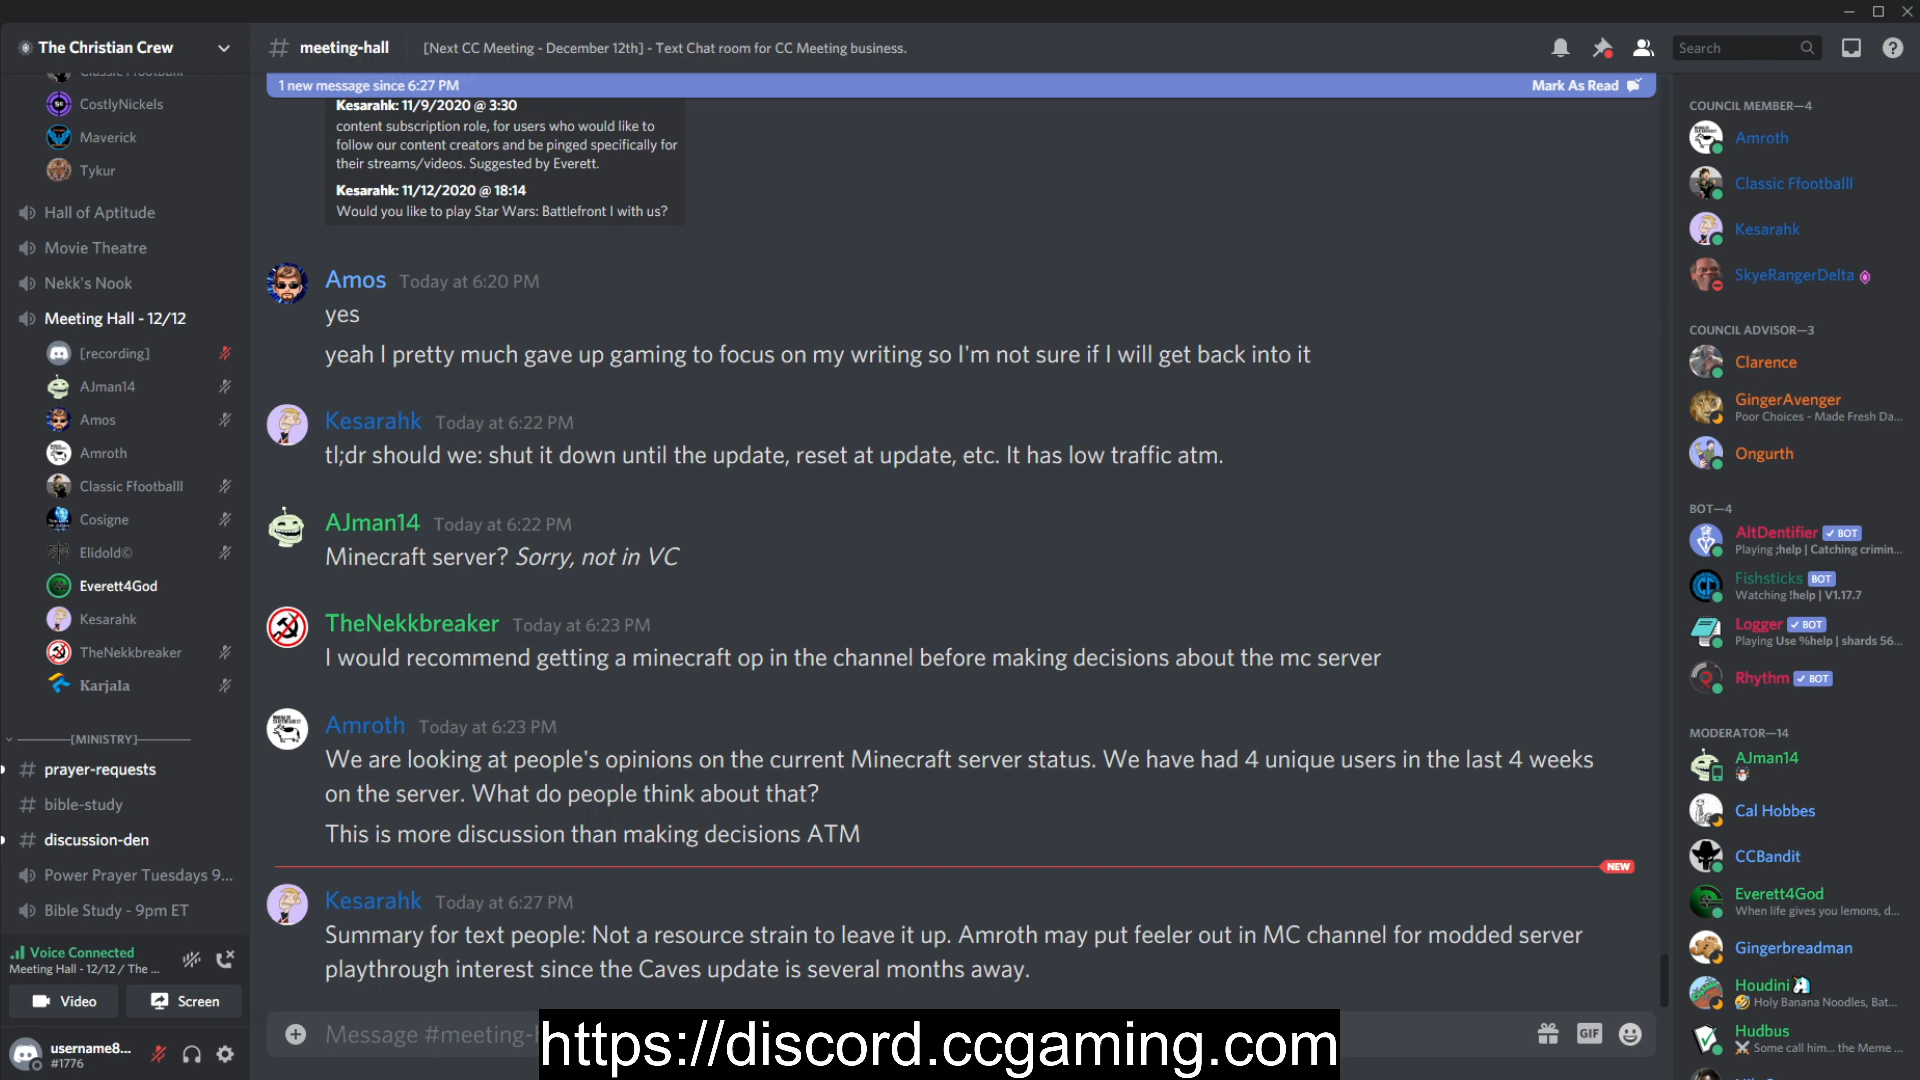 The Christian Crew
meeting-hall
[Next CC Meeting - December 12th] - Text Chat room for CC Meeting business.
Search
Classic Ffootballl
CostlyNickels
Maverick
Tykur
Hall of Aptitude
Movie Theatre
Nekk's Nook
Meeting Hall - 12/12
[recording]
AJman14
Amos
Amroth
Classic Ffootballl
Cosigne
Elidold©
Everett4God
Kesarahk
TheNekkbreaker
Karjala
[MINISTRY]
prayer-requests
bible-study
discussion-den
Power Prayer Tuesdays 9...
Bible Study - 9pm ET
Voice Connected
Meeting Hall - 12/12 / The ...
Video
Screen
username8...
#1776
1 new message since 6:27 PM
Mark As Read
Kesarahk: 11/9/2020 @ 3:30
content subscription role, for users who would like to
follow our content creators and be pinged specifically for
their streams/videos. Suggested by Everett.
Kesarahk: 11/12/2020 @ 18:14
Would you like to play Star Wars: Battlefront I with us?
Amos Today at 6:20 PM
yes
yeah I pretty much gave up gaming to focus on my writing so I'm not sure if I will get back into it
Kesarahk Today at 6:22 PM
tl;dr should we: shut it down until the update, reset at update, etc. It has low traffic atm.
AJman14 Today at 6:22 PM
Minecraft server? Sorry, not in VC
TheNekkbreaker Today at 6:23 PM
I would recommend getting a minecraft op in the channel before making decisions about the mc server
Amroth Today at 6:23 PM
We are looking at people's opinions on the current Minecraft server status. We have had 4 unique users in the last 4 weeks
on the server. What do people think about that?
This is more discussion than making decisions ATM
NEW
Kesarahk Today at 6:27 PM
Summary for text people: Not a resource strain to leave it up. Amroth may put feeler out in MC channel for modded server
playthrough interest since the Caves update is several months away.
Message #meeting-
GIF
https://discord.ccgaming.com
COUNCIL MEMBER—4
Amroth
Classic Ffootballl
Kesarahk
SkyeRangerDelta
COUNCIL ADVISOR—3
Clarence
GingerAvenger
Poor Choices - Made Fresh Da...
Ongurth
BOT—4
AltDentifier BOT
Playing ;help | Catching crimin...
Fishsticks BOT
Watching !help | V1.17.7
Logger BOT
Playing Use %help | shards 56...
Rhythm BOT
MODERATOR—14
AJman14
Cal Hobbes
CCBandit
Everett4God
When life gives you lemons, d...
Gingerbreadman
Houdini
Holy Banana Noodles, Bat...
Hudbus
Some call him... the Meme ...